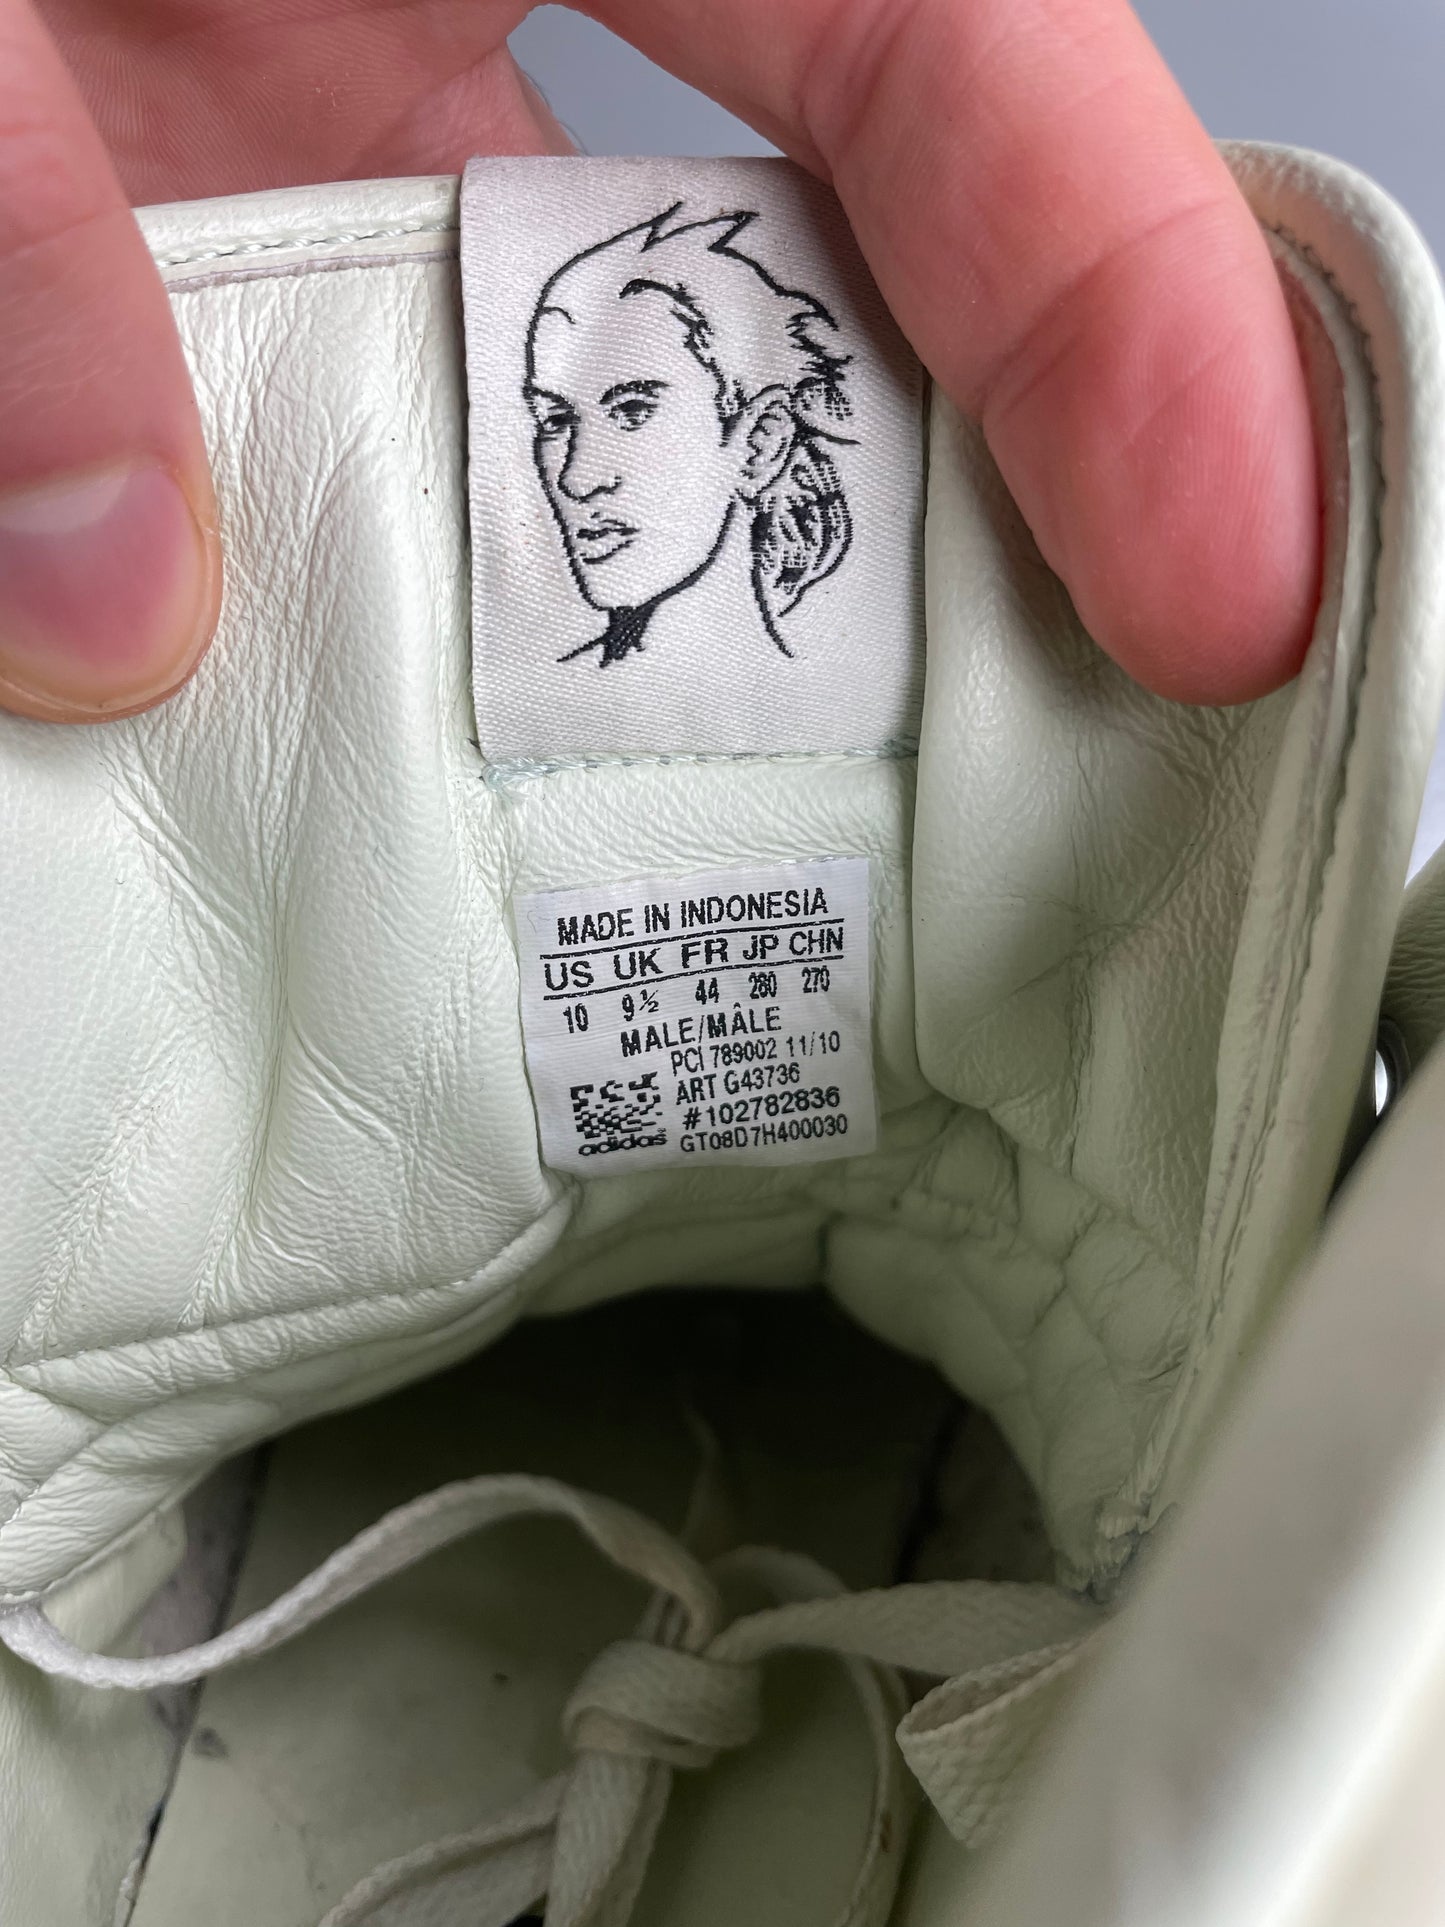 MADE IN INDONESIA
US UK FR JP CHN
10 9½ 44 280 270
MALE/MÂLE
PCI 789002 11/10
ART G43736
#102782836
adidas® GT08D7H400030